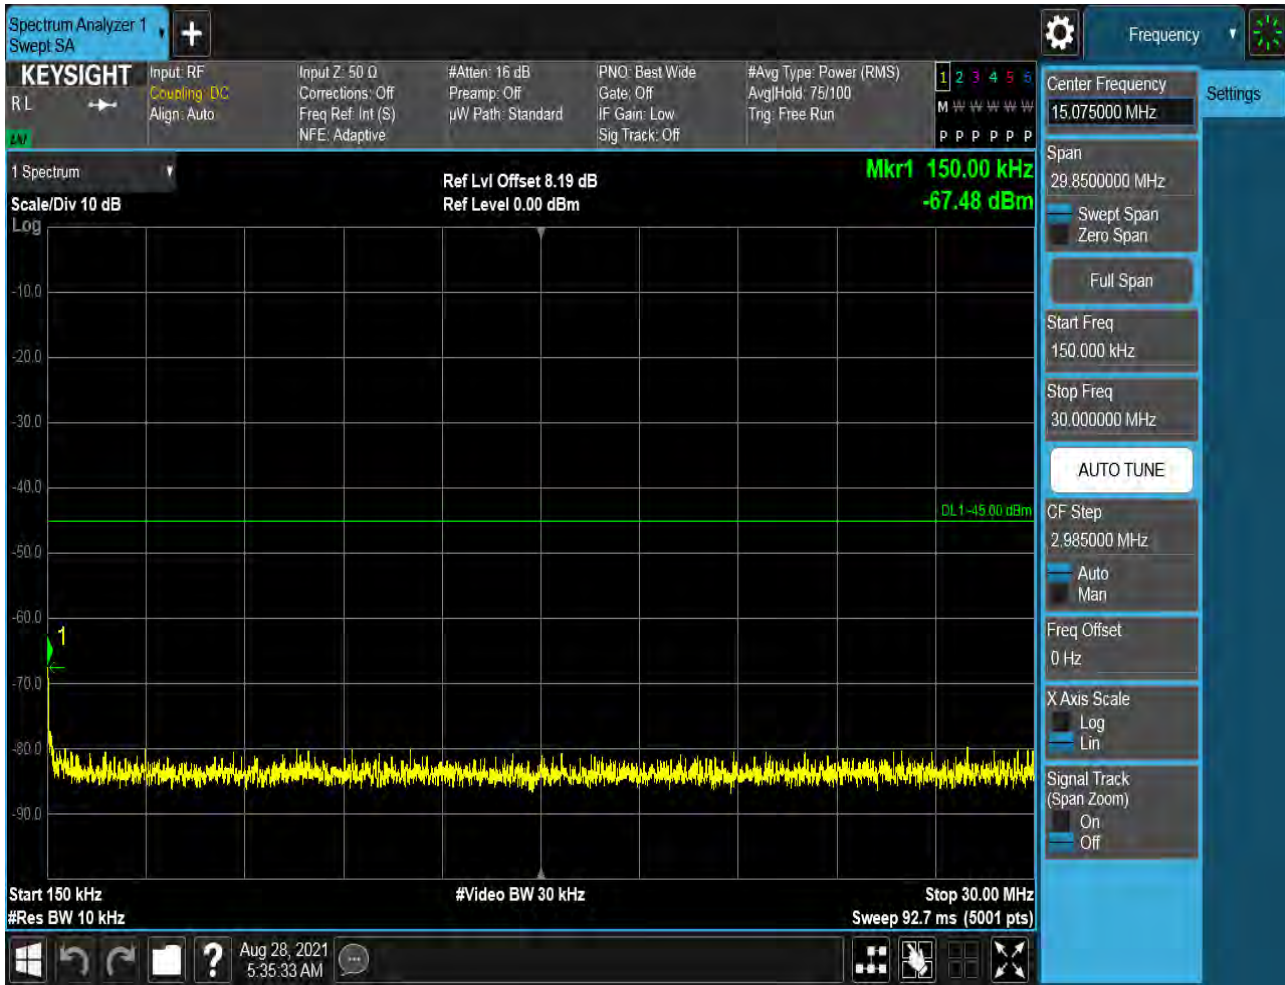 Spectrum Analyzer 1
Swept SA
Frequency
KEYSIGHT
R L
Input: RF
Coupling: DC
Align: Auto
Input Z: 50 Ω
Corrections: Off
Freq Ref: Int (S)
NFE: Adaptive
#Atten: 16 dB
Preamp: Off
µW Path: Standard
PNO: Best Wide
Gate: Off
IF Gain: Low
Sig Track: Off
#Avg Type: Power (RMS)
Avg|Hold: 75/100
Trig: Free Run
1 2 3 4 5 6
M W W W W W
P P P P P P
1 Spectrum
Scale/Div 10 dB
Log
Ref Lvl Offset 8.19 dB
Ref Level 0.00 dBm
Mkr1 150.00 kHz
-67.48 dBm
-10.0
-20.0
-30.0
-40.0
DL1 -45.00 dBm
-50.0
-60.0
1
-70.0
-80.0
-90.0
Start 150 kHz
#Res BW 10 kHz
#Video BW 30 kHz
Stop 30.00 MHz
Sweep 92.7 ms (5001 pts)
Aug 28, 2021
5:35:33 AM
Center Frequency
15.075000 MHz
Settings
Span
29.8500000 MHz
Swept Span
Zero Span
Full Span
Start Freq
150.000 kHz
Stop Freq
30.000000 MHz
AUTO TUNE
CF Step
2.985000 MHz
Auto
Man
Freq Offset
0 Hz
X Axis Scale
Log
Lin
Signal Track
(Span Zoom)
On
Off